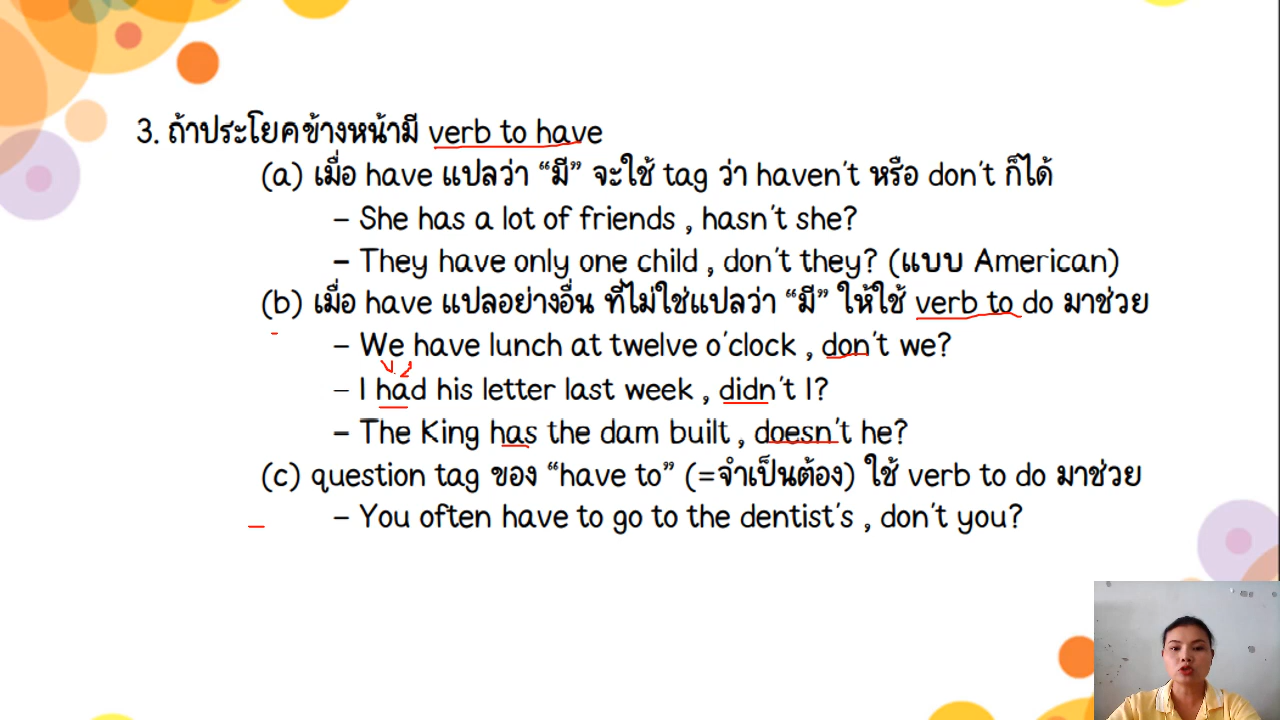 3. ถ้าประโยคข้างหน้ามี verb to have
(a) เมื่อ have แปลว่า “มี” จะใช้ tag ว่า haven't หรือ don't ก็ได้
– She has a lot of friends , hasn't she?
– They have only one child , don't they? (แบบ American)
(b) เมื่อ have แปลอย่างอื่น ที่ไม่ใช่แปลว่า “มี” ให้ใช้ verb to do มาช่วย
– We have lunch at twelve o'clock , don't we?
– I had his letter last week , didn't I?
– The King has the dam built , doesn't he?
(c) question tag ของ “have to” (=จำเป็นต้อง) ใช้ verb to do มาช่วย
– You often have to go to the dentist's , don't you?